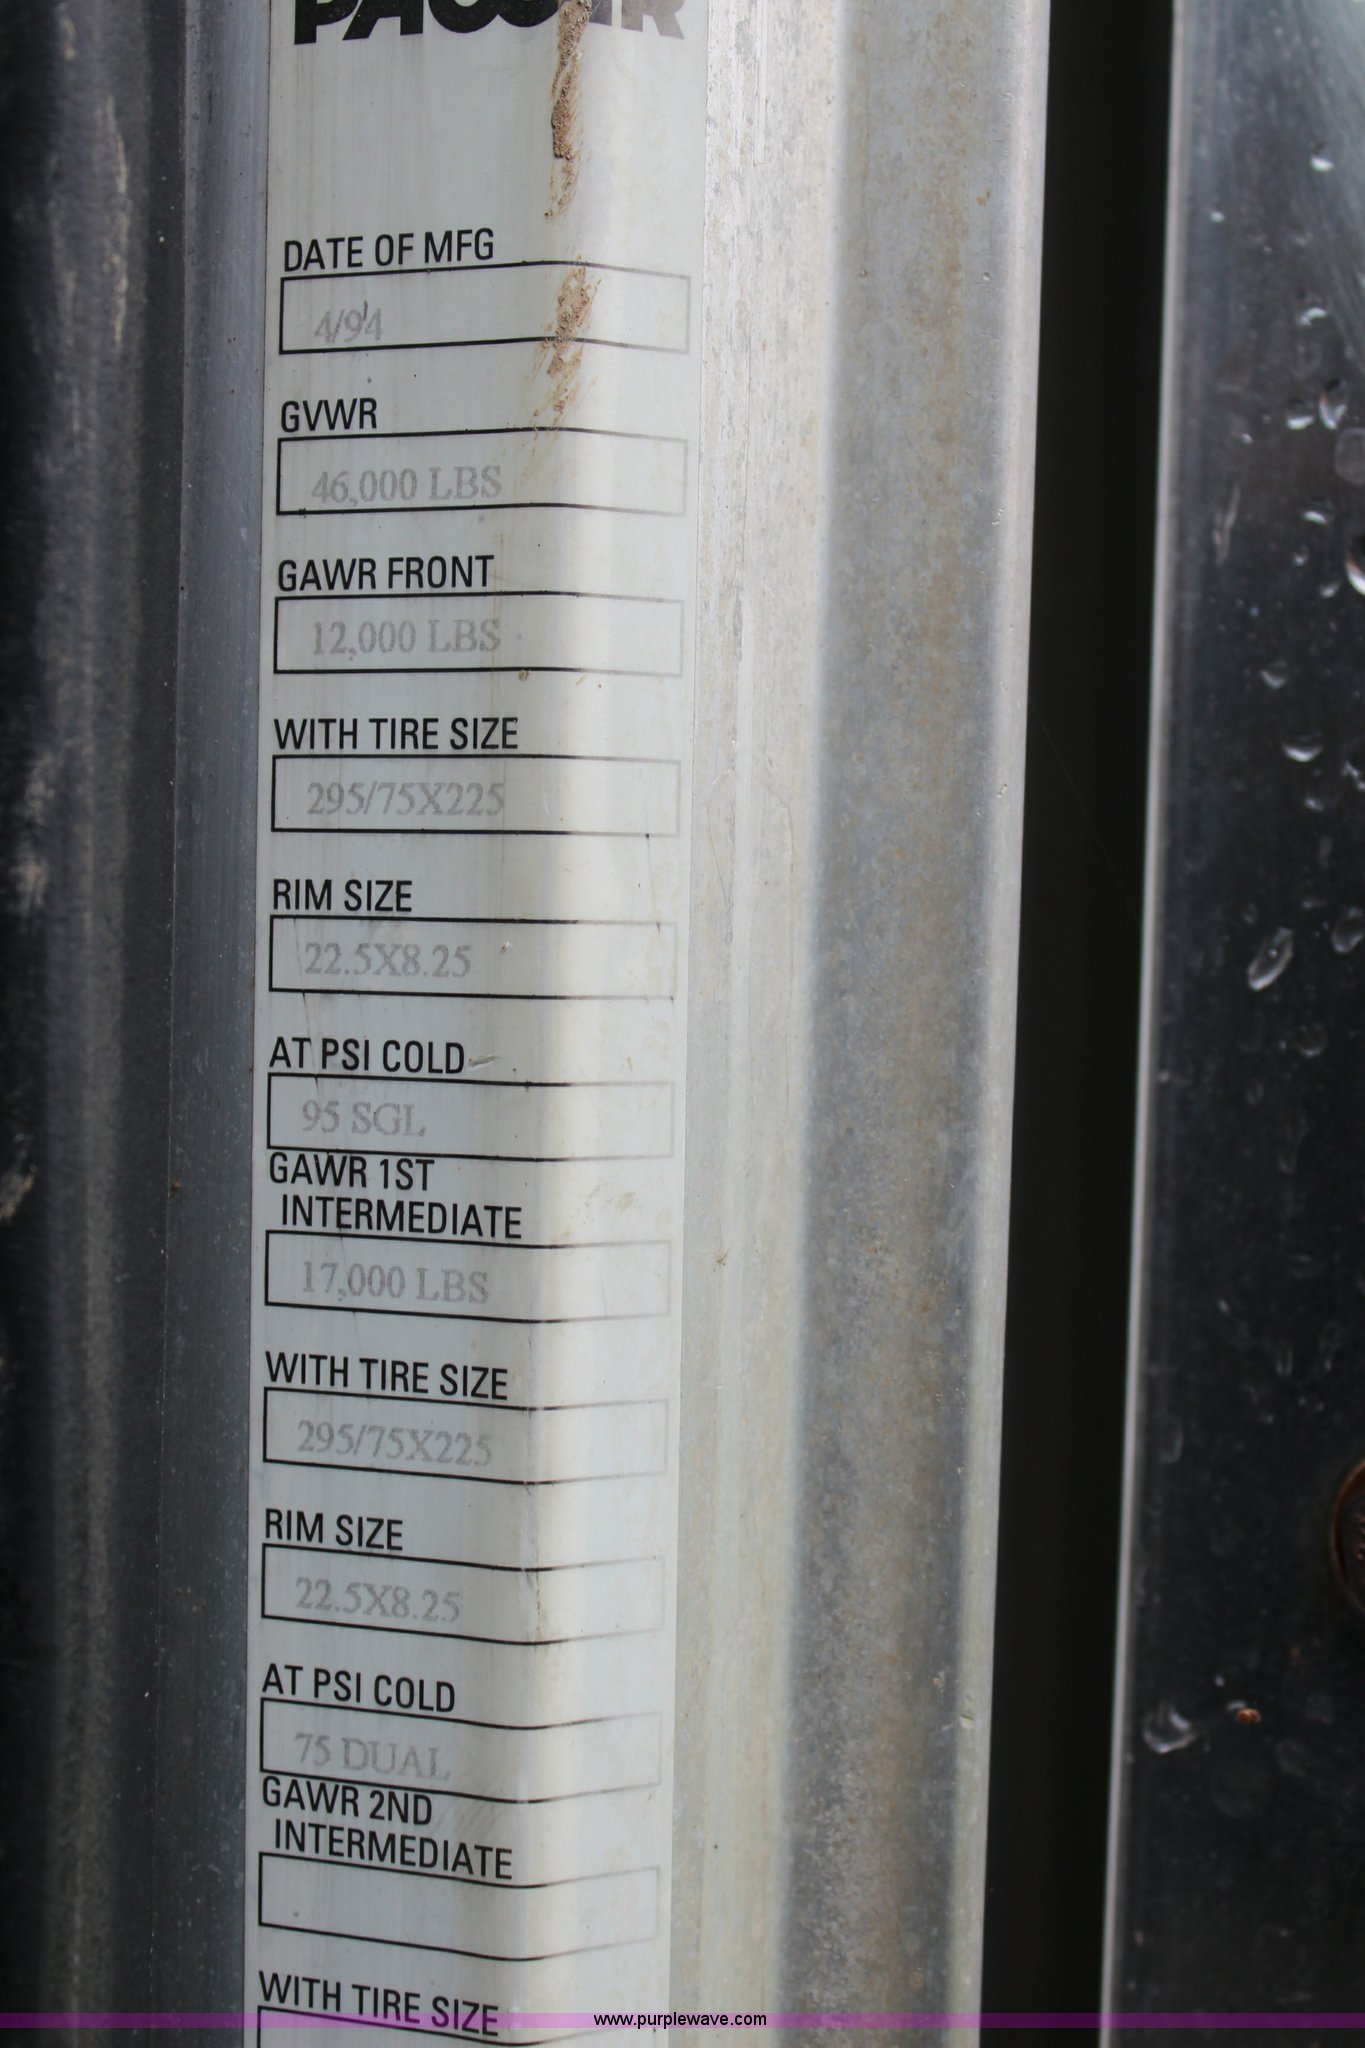 DATE OF MFG
4/94
GVWR
46,000 LBS
GAWR FRONT
12,000 LBS
WITH TIRE SIZE
295/75X225
RIM SIZE
22.5X8.25
AT PSI COLD
95 SGL
GAWR 1ST
INTERMEDIATE
17,000 LBS
WITH TIRE SIZE
295/75X225
RIM SIZE
22.5X8.25
AT PSI COLD
75 DUAL
GAWR 2ND
INTERMEDIATE
WITH TIRE SIZE
www.purplewave.com